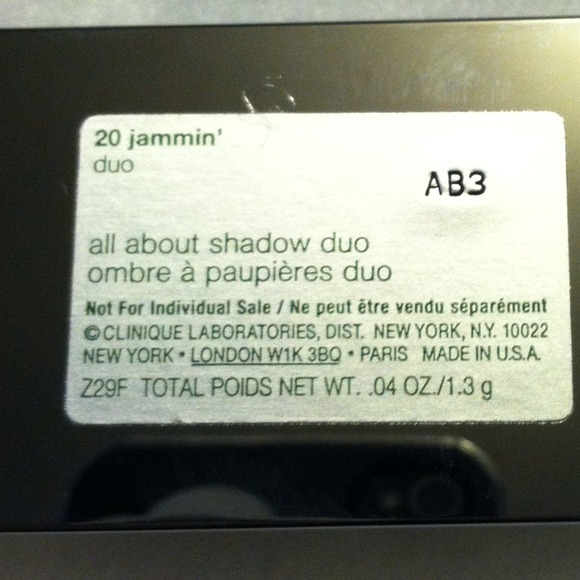 20 jammin'
duo
AB3
all about shadow duo
ombre à paupières duo
Not For Individual Sale / Ne peut être vendu séparément
©CLINIQUE LABORATORIES, DIST. NEW YORK, N.Y. 10022
NEW YORK • LONDON W1K 3BQ • PARIS MADE IN U.S.A.
Z29F TOTAL POIDS NET WT. .04 OZ./1.3 g